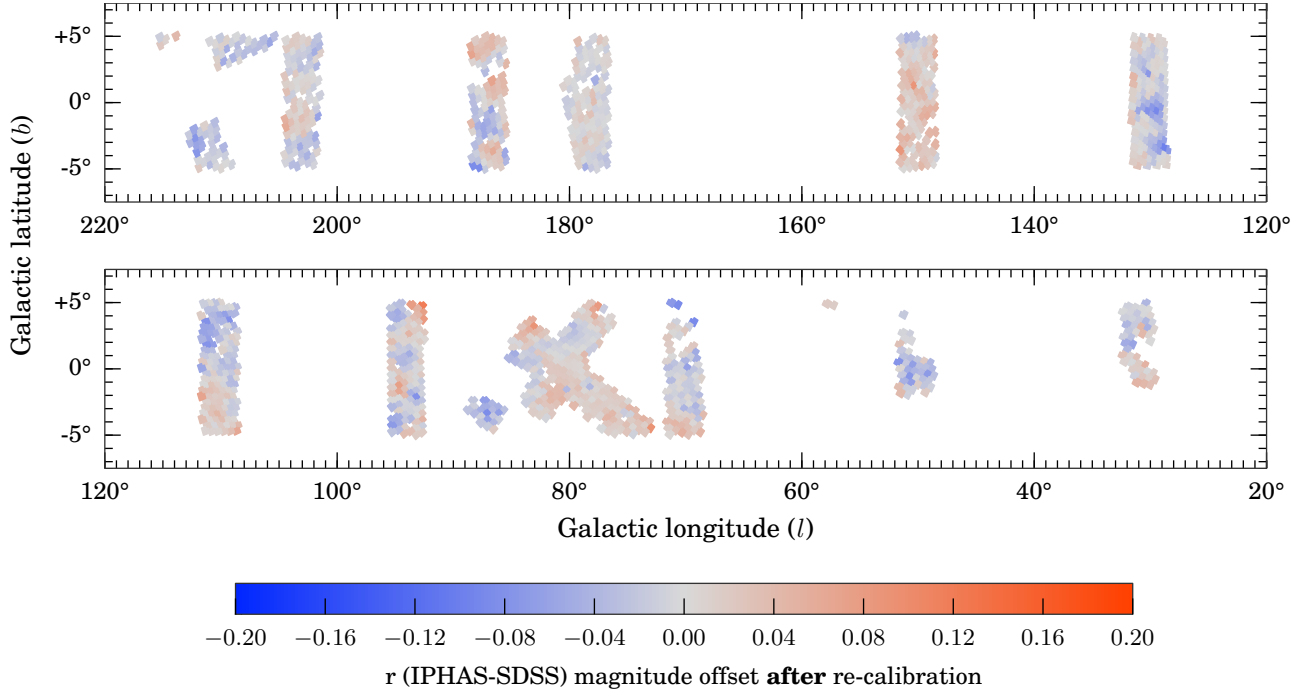 +5°
0°
-5°
220° 200° 180° 160° 140° 120°
Galactic latitude (b)
+5°
0°
-5°
120° 100° 80° 60° 40° 20°
Galactic longitude (l)
−0.20 −0.16 −0.12 −0.08 −0.04 0.00 0.04 0.08 0.12 0.16 0.20
r (IPHAS-SDSS) magnitude offset after re-calibration